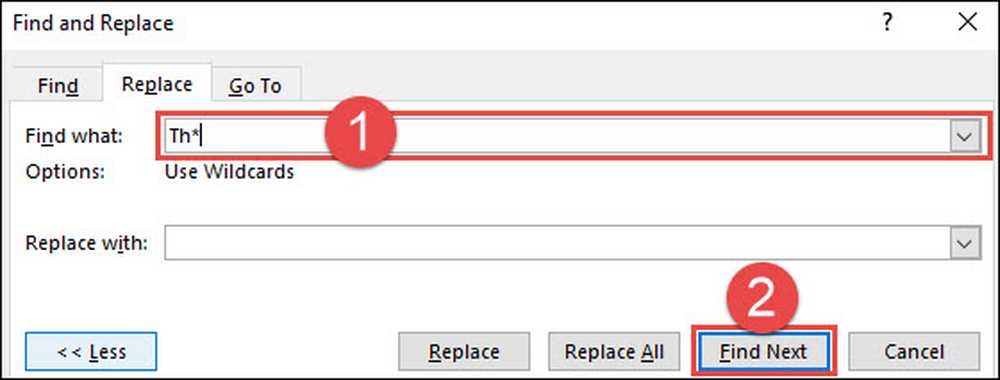 Find and Replace ? ×
Find Replace Go To
Find what: Th* 1
Options: Use Wildcards
Replace with:
2
<< Less Replace Replace All Find Next Cancel